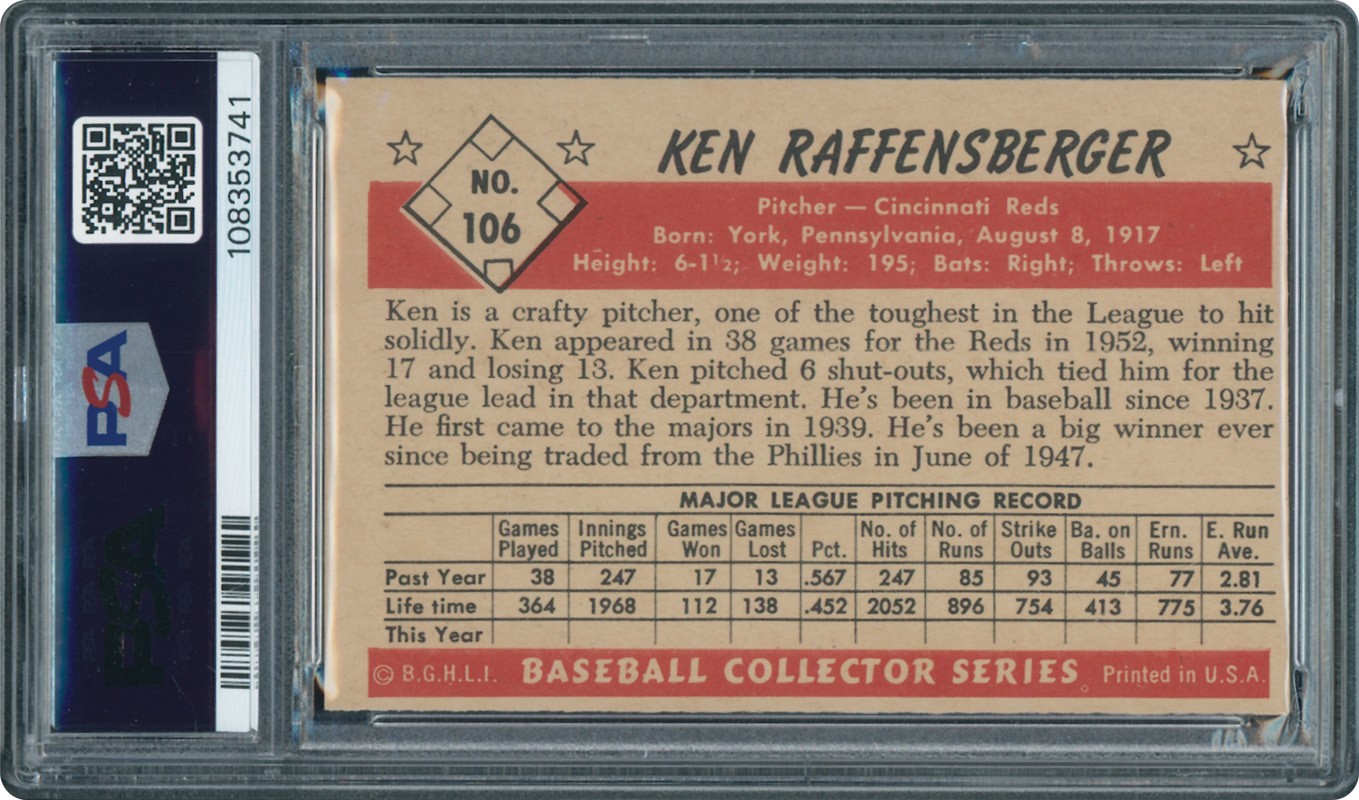 108353741
PSA
PSA
NO.
106
KEN RAFFENSBERGER
Pitcher — Cincinnati Reds
Born: York, Pennsylvania, August 8, 1917
Height: 6-1½; Weight: 195; Bats: Right; Throws: Left
Ken is a crafty pitcher, one of the toughest in the League to hit
solidly. Ken appeared in 38 games for the Reds in 1952, winning
17 and losing 13. Ken pitched 6 shut-outs, which tied him for the
league lead in that department. He's been in baseball since 1937.
He first came to the majors in 1939. He's been a big winner ever
since being traded from the Phillies in June of 1947.
MAJOR LEAGUE PITCHING RECORD
Games Innings Games Games No. of No. of Strike Ba. on Ern. E. Run
Played Pitched Won Lost Pct. Hits Runs Outs Balls Runs Ave.
Past Year 38 247 17 13 .567 247 85 93 45 77 2.81
Life time 364 1968 112 138 .452 2052 896 754 413 775 3.76
This Year
© B.G.H.L.I. BASEBALL COLLECTOR SERIES Printed in U.S.A.